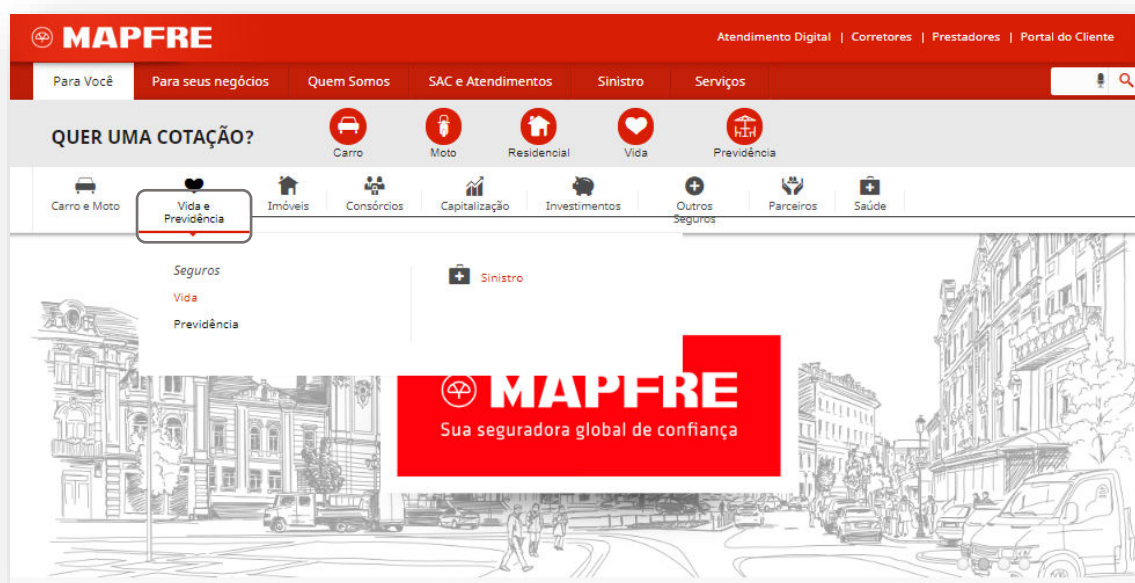 MAPFRE
Atendimento Digital | Corretores | Prestadores | Portal do Cliente
Para Você Para seus negócios Quem Somos SAC e Atendimentos Sinistro Serviços
QUER UMA COTAÇÃO?
Carro Moto Residencial Vida Previdência
Carro e Moto
Vida e
Previdência
Imóveis Consórcios Capitalização Investimentos
Outros
Seguros
Parceiros Saúde
Seguros
Vida
Previdência
Sinistro
MAPFRE
Sua seguradora global de confiança